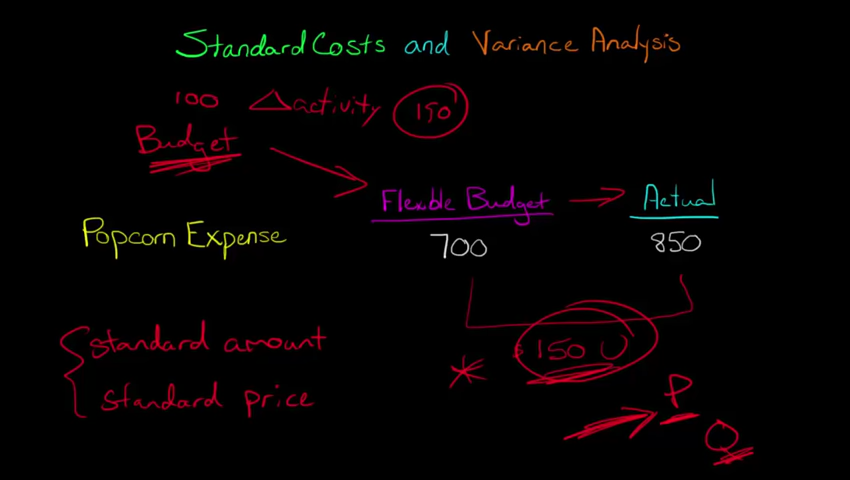 Standard Costs and Variance Analysis
100 Δactivity 150
Budget
Flexible Budget Actual
Popcorn Expense 700 850
standard amount $150 U
* P
standard price
Q